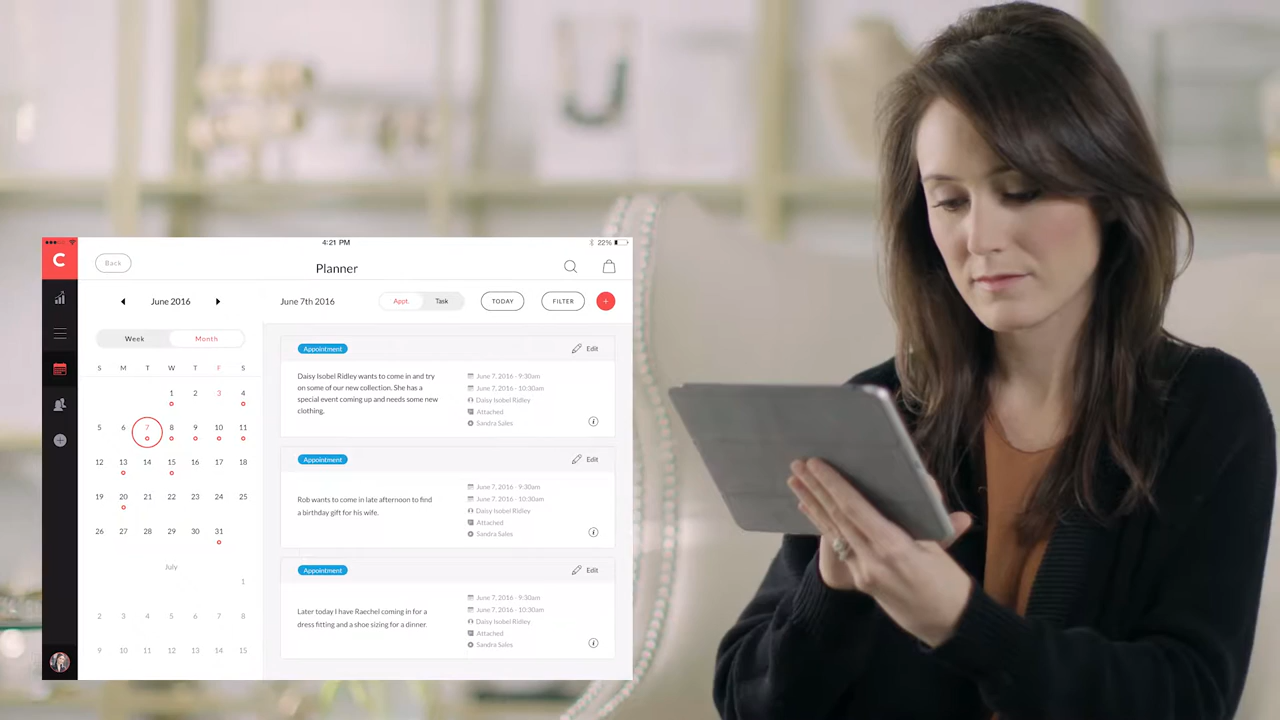 4:21 PM
22%
C
Back
Planner
June 2016
June 7th 2016
Appt.
Task
TODAY
FILTER
+
Week
Month
S M T W T F S
1 2 3 4
5 6 7 8 9 10 11
12 13 14 15 16 17 18
19 20 21 22 23 24 25
26 27 28 29 30 31
July
1
2 3 4 5 6 7 8
9 10 11 12 13 14 15
Appointment
Edit
Daisy Isobel Ridley wants to come in and try
on some of our new collection. She has a
special event coming up and needs some new
clothing.
June 7, 2016 - 9:30am
June 7, 2016 - 10:30am
Daisy Isobel Ridley
Attached
Sandra Sales
i
Appointment
Edit
Rob wants to come in late afternoon to find
a birthday gift for his wife.
June 7, 2016 - 9:30am
June 7, 2016 - 10:30am
Daisy Isobel Ridley
Attached
Sandra Sales
i
Appointment
Edit
Later today I have Raechel coming in for a
dress fitting and a shoe sizing for a dinner.
June 7, 2016 - 9:30am
June 7, 2016 - 10:30am
Daisy Isobel Ridley
Attached
Sandra Sales
i
U